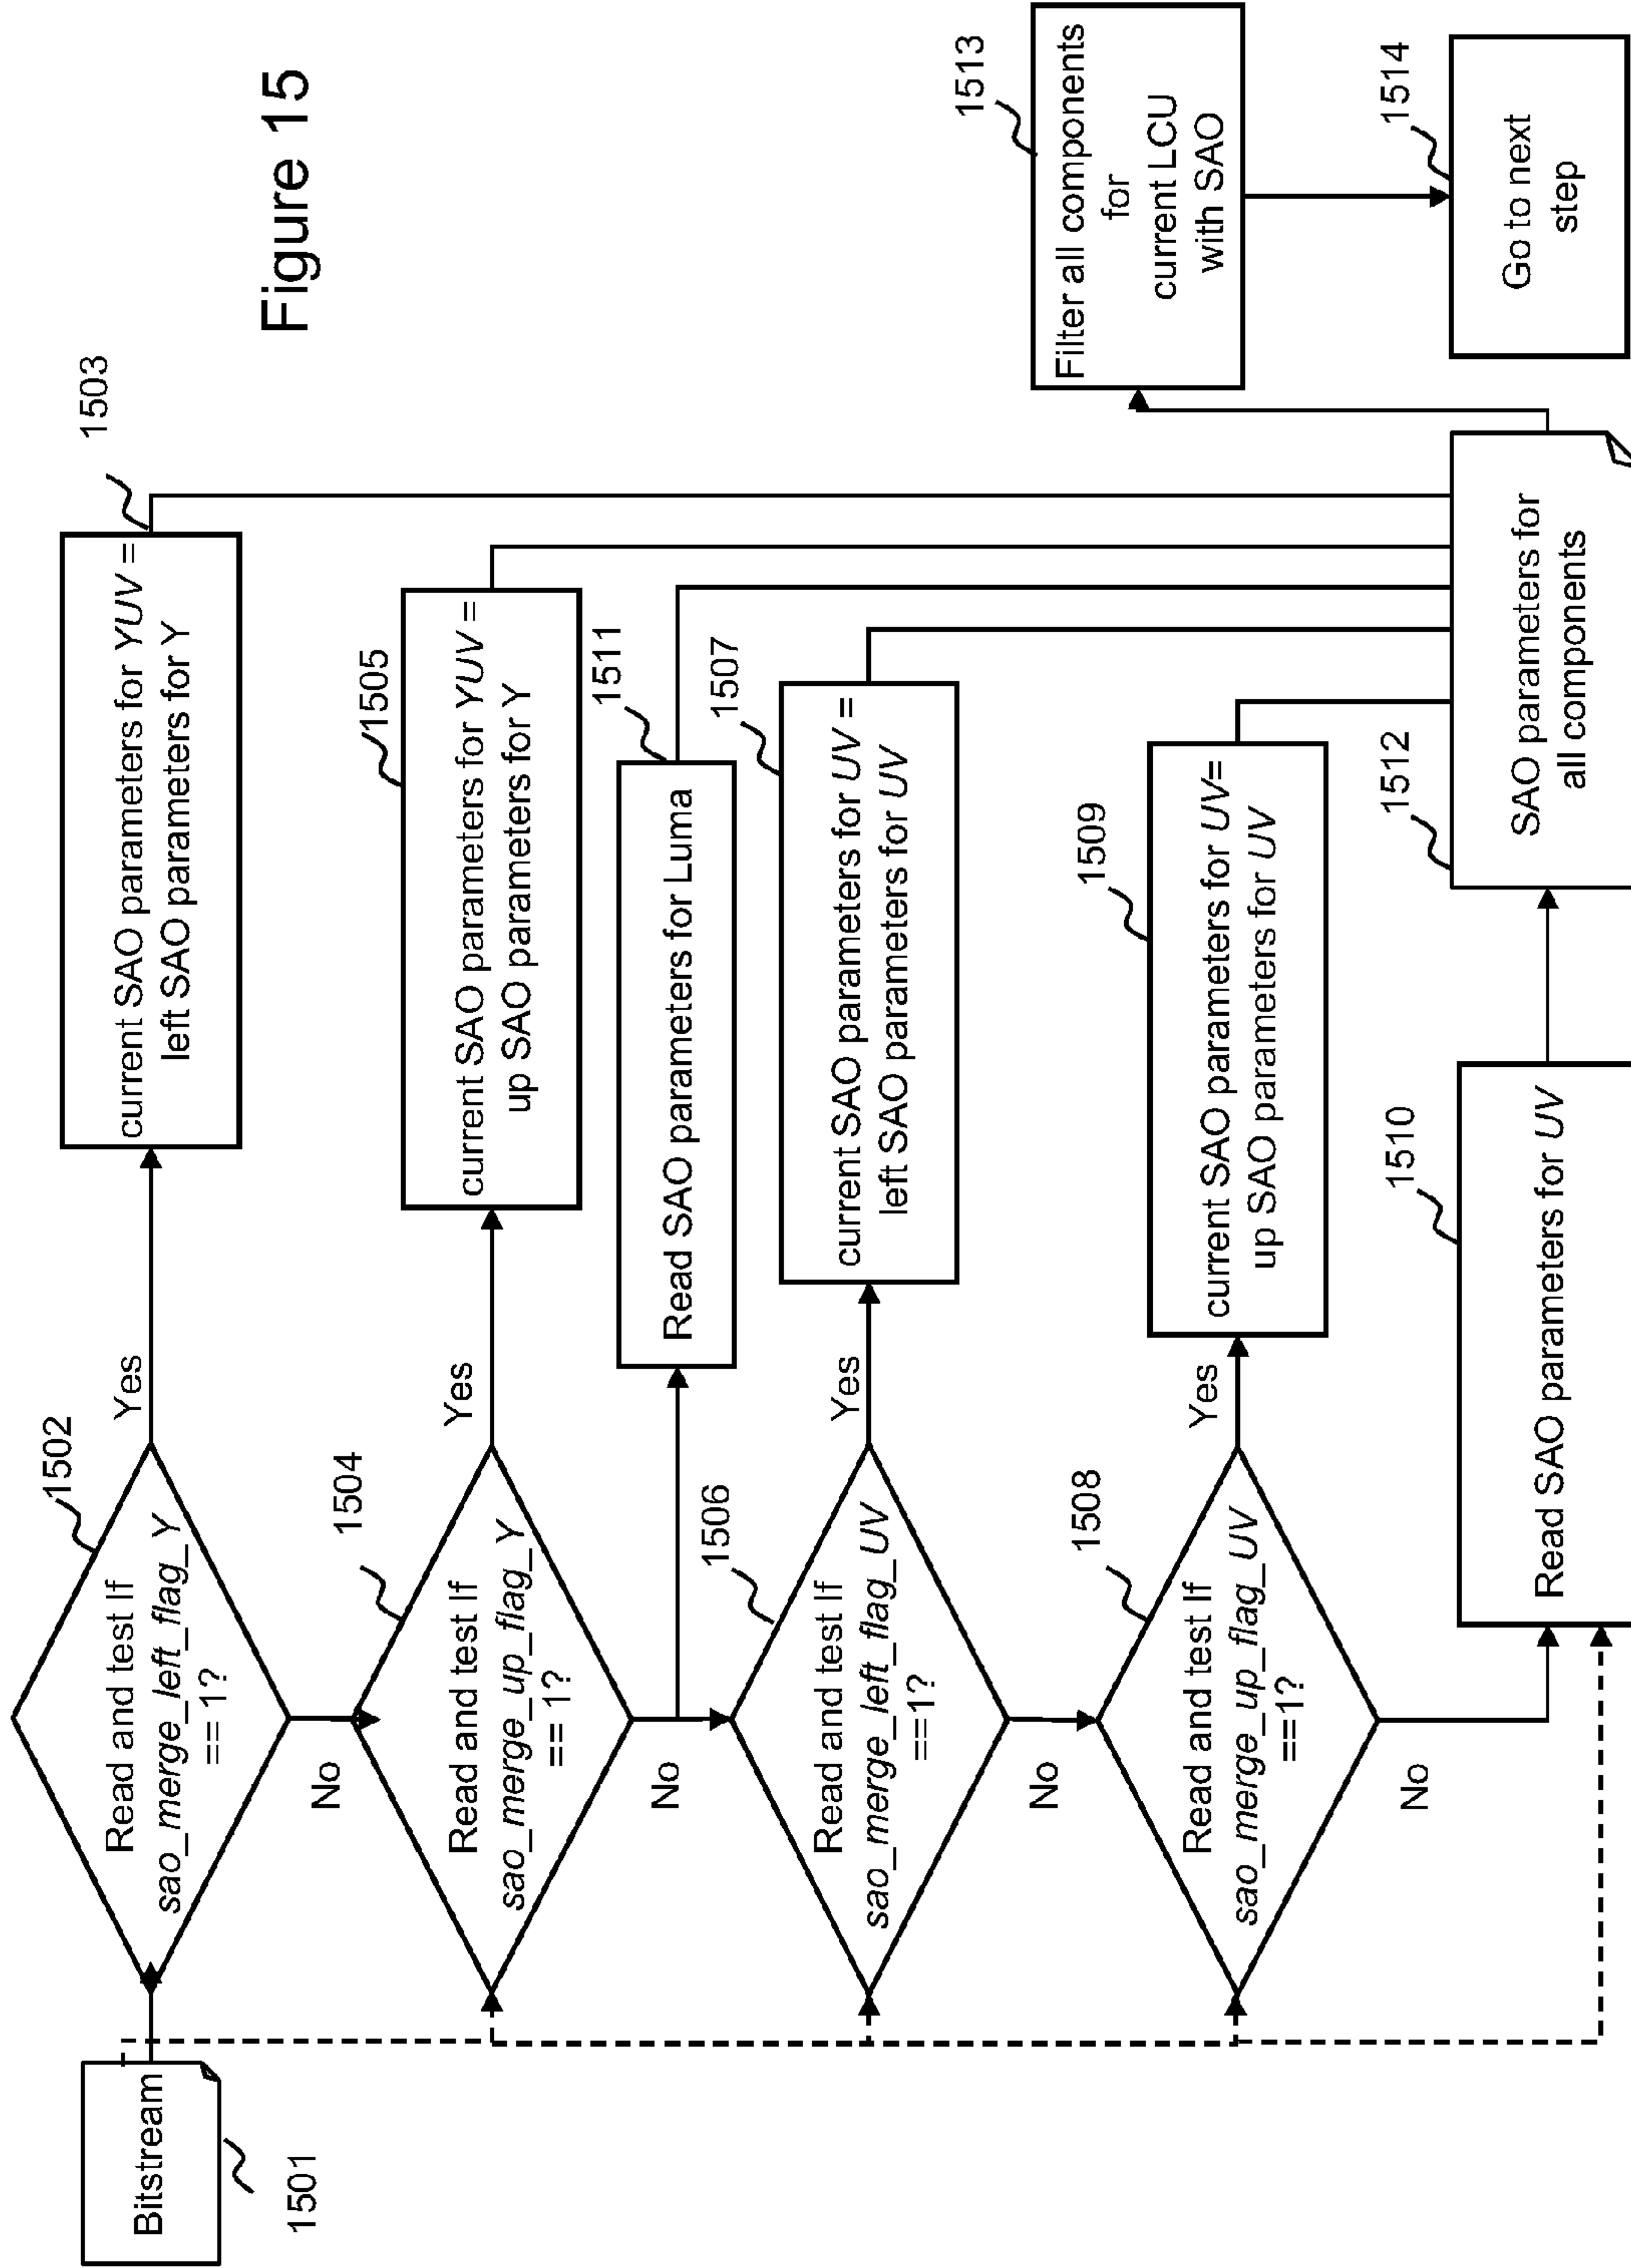 Figure 15
Bitstream
1501
Read and test If
sao_merge_left_flag_Y
==1?
1502
Yes
No
current SAO parameters for YUV =
left SAO parameters for Y
1503
Read and test If
sao_merge_up_flag_Y
== 1?
1504
Yes
No
current SAO parameters for YUV =
up SAO parameters for Y
1505
Read SAO parameters for Luma
1511
Read and test If
sao_merge_left_flag_UV
==1?
1506
Yes
No
current SAO parameters for UV =
left SAO parameters for UV
1507
Read and test If
sao_merge_up_flag_UV
==1?
1508
Yes
No
current SAO parameters for UV=
up SAO parameters for UV
1509
Read SAO parameters for UV
1510
SAO parameters for
all components
1512
Filter all components
for
current LCU
with SAO
1513
Go to next
step
1514